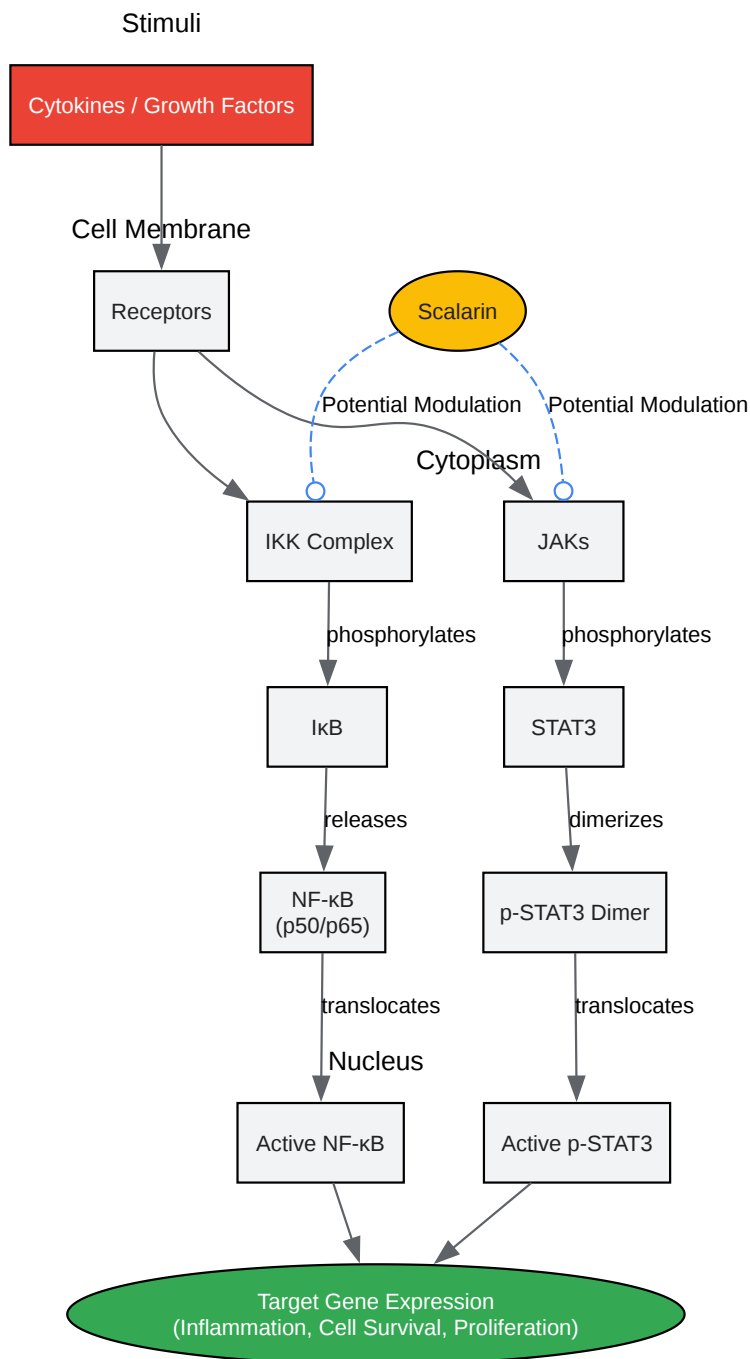 Stimuli
Cytokines / Growth Factors
Cell Membrane
Receptors
Scalarin
Potential Modulation
Potential Modulation
Cytoplasm
IKK Complex
JAKs
phosphorylates
phosphorylates
IκB
STAT3
releases
dimerizes
NF-κB
(p50/p65)
p-STAT3 Dimer
translocates
translocates
Nucleus
Active NF-κB
Active p-STAT3
Target Gene Expression
(Inflammation, Cell Survival, Proliferation)